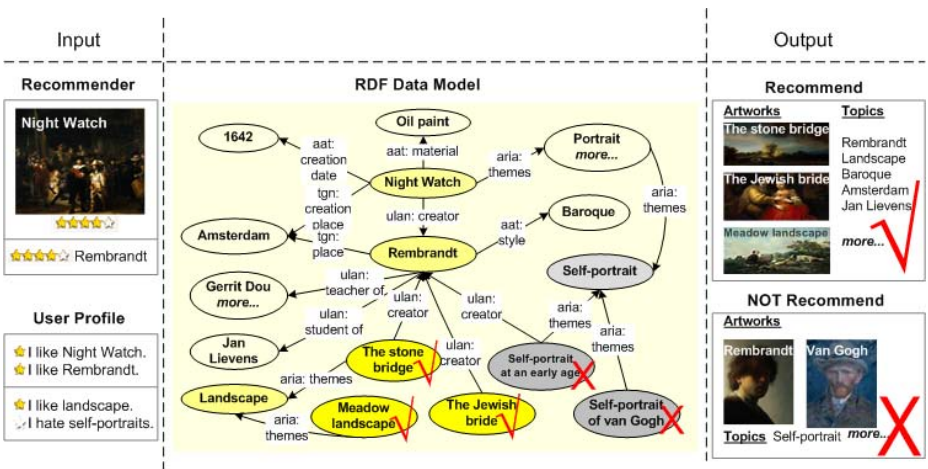 Input
Output
Recommender
Night Watch
Rembrandt
User Profile
I like Night Watch.
I like Rembrandt.
I like landscape.
I hate self-portraits.
RDF Data Model
1642
Oil paint
Portrait
more...
aat:
creation
date
aat: material
aria:
themes
aria:
themes
Night Watch
tgn:
creation
place
ulan: creator
Baroque
aat:
style
Amsterdam
tgn:
place
Rembrandt
Self-portrait
Gerrit Dou
more...
ulan:
teacher of
ulan:
creator
ulan:
creator
aria:
themes
aria:
themes
ulan:
student of
ulan:
creator
Jan
Lievens
The stone
bridge
Self-portrait
at an early age
aria: themes
Landscape
Meadow
landscape
The Jewish
bride
Self-portrait
of van Gogh
aria:
themes
Recommend
Artworks
Topics
The stone bridge
The Jewish bride
Meadow landscape
Rembrandt
Landscape
Baroque
Amsterdam
Jan Lievens
more...
NOT Recommend
Artworks
Rembrandt
Van Gogh
Topics Self-portrait more...